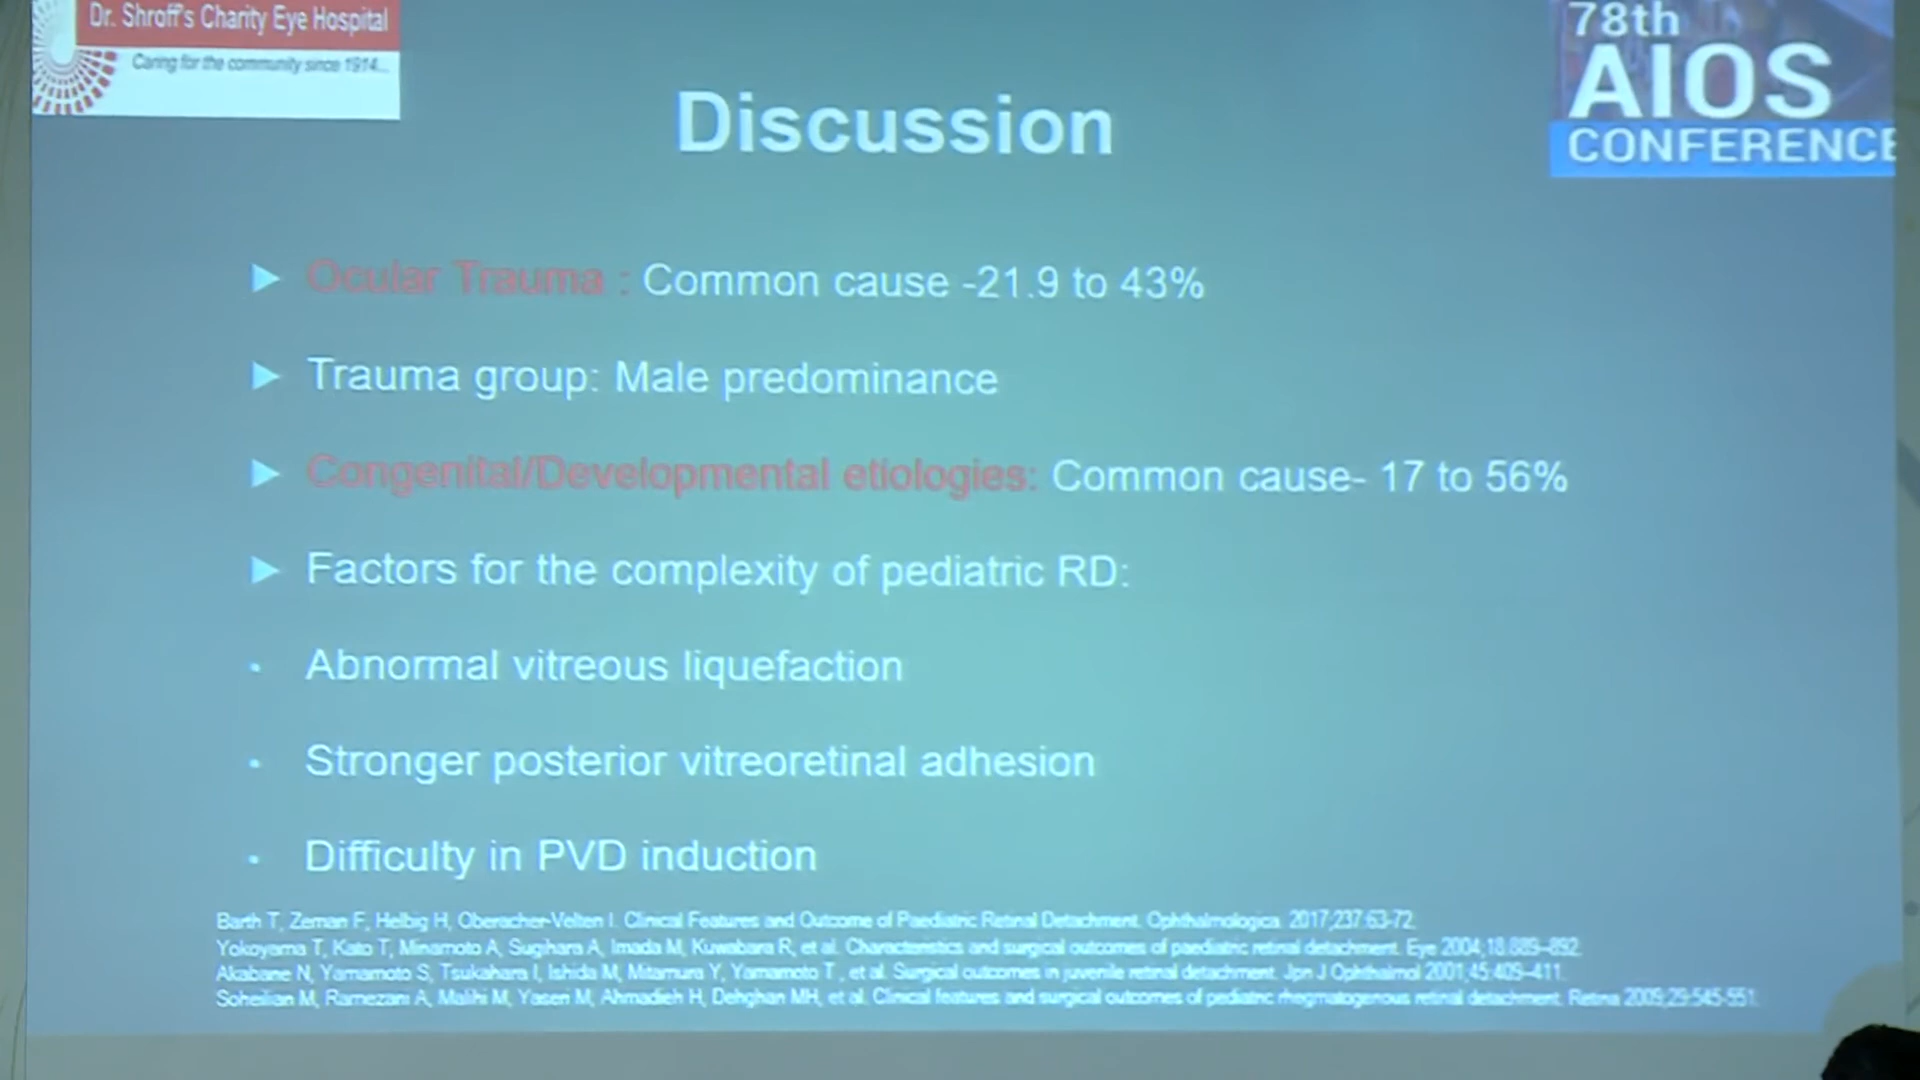 Dr. Shroff's Charity Eye Hospital
Caring for the community since 1914...
78th
AIOS
CONFERENCE
Discussion
► Ocular Trauma : Common cause -21.9 to 43%
► Trauma group: Male predominance
► Congenital/Developmental etiologies: Common cause- 17 to 56%
► Factors for the complexity of pediatric RD:
• Abnormal vitreous liquefaction
• Stronger posterior vitreoretinal adhesion
• Difficulty in PVD induction
Barth T, Zeman F, Helbig H, Oberacher-Velten I. Clinical Features and Outcome of Paediatric Retinal Detachment. Ophthalmologica. 2017;237:63-72.
Yokoyama T, Kato T, Minamoto A, Sugihara A, Imada M, Kuwabara R, et al. Characteristics and surgical outcomes of paediatric retinal detachment. Eye 2004;18:889–892.
Akabane N, Yamamoto S, Tsukahara I, Ishida M, Mitamura Y, Yamamoto T , et al. Surgical outcomes in juvenile retinal detachment. Jpn J Ophthalmol 2001;45:409–411.
Soheilian M, Ramezani A, Malihi M, Yaseri M, Ahmadieh H, Dehghan MH, et al. Clinical features and surgical outcomes of pediatric rhegmatogenous retinal detachment. Retina 2009;29:545-551.